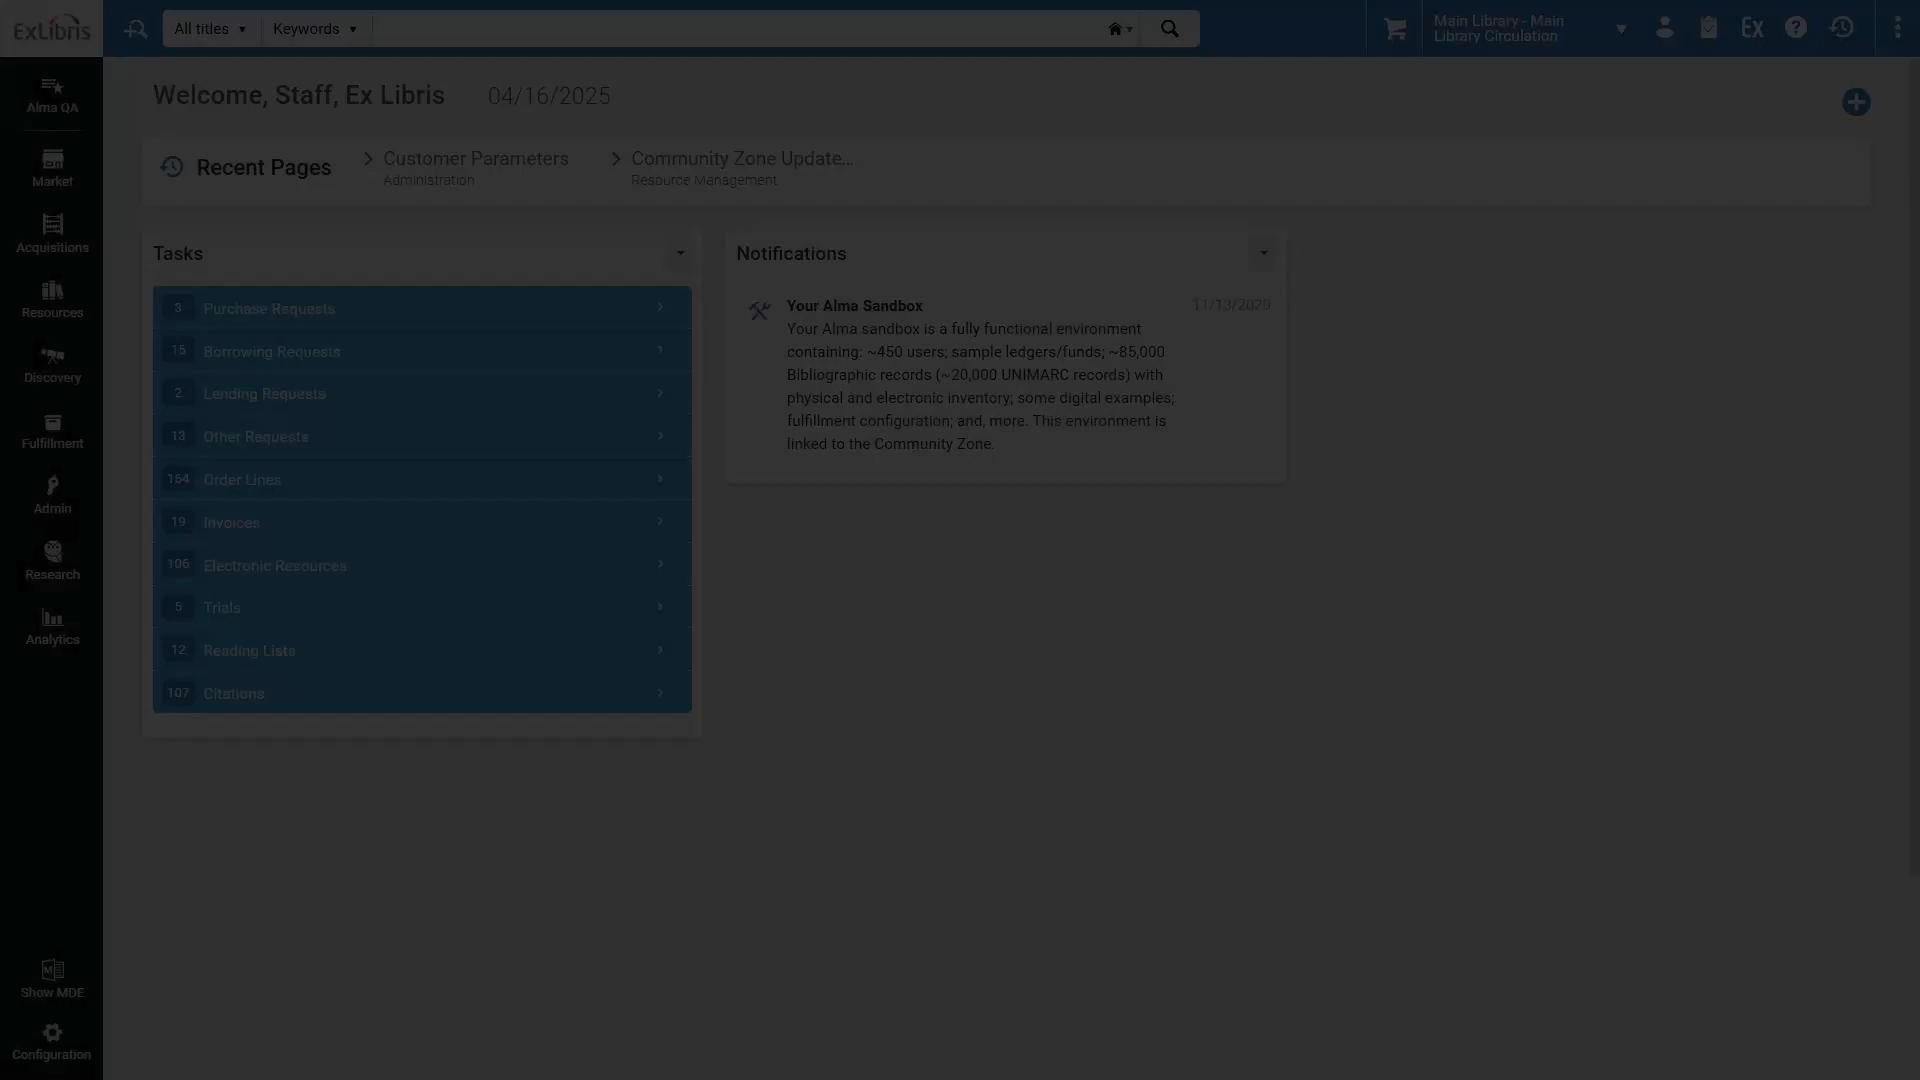 ExLibris
All titles
Keywords
Main Library - Main
Library Circulation
Ex
Alma QA
Market
Acquisitions
Resources
Discovery
Fulfillment
Admin
Research
Analytics
Show MDE
Configuration
Welcome, Staff, Ex Libris 04/16/2025
Recent Pages
Customer Parameters
Administration
Community Zone Update...
Resource Management
Tasks
3 Purchase Requests
15 Borrowing Requests
2 Lending Requests
13 Other Requests
164 Order Lines
19 Invoices
106 Electronic Resources
5 Trials
12 Reading Lists
107 Citations
Notifications
Your Alma Sandbox 11/13/2020
Your Alma sandbox is a fully functional environment
containing: ~450 users; sample ledgers/funds; ~85,000
Bibliographic records (~20,000 UNIMARC records) with
physical and electronic inventory; some digital examples;
fulfillment configuration; and, more. This environment is
linked to the Community Zone.